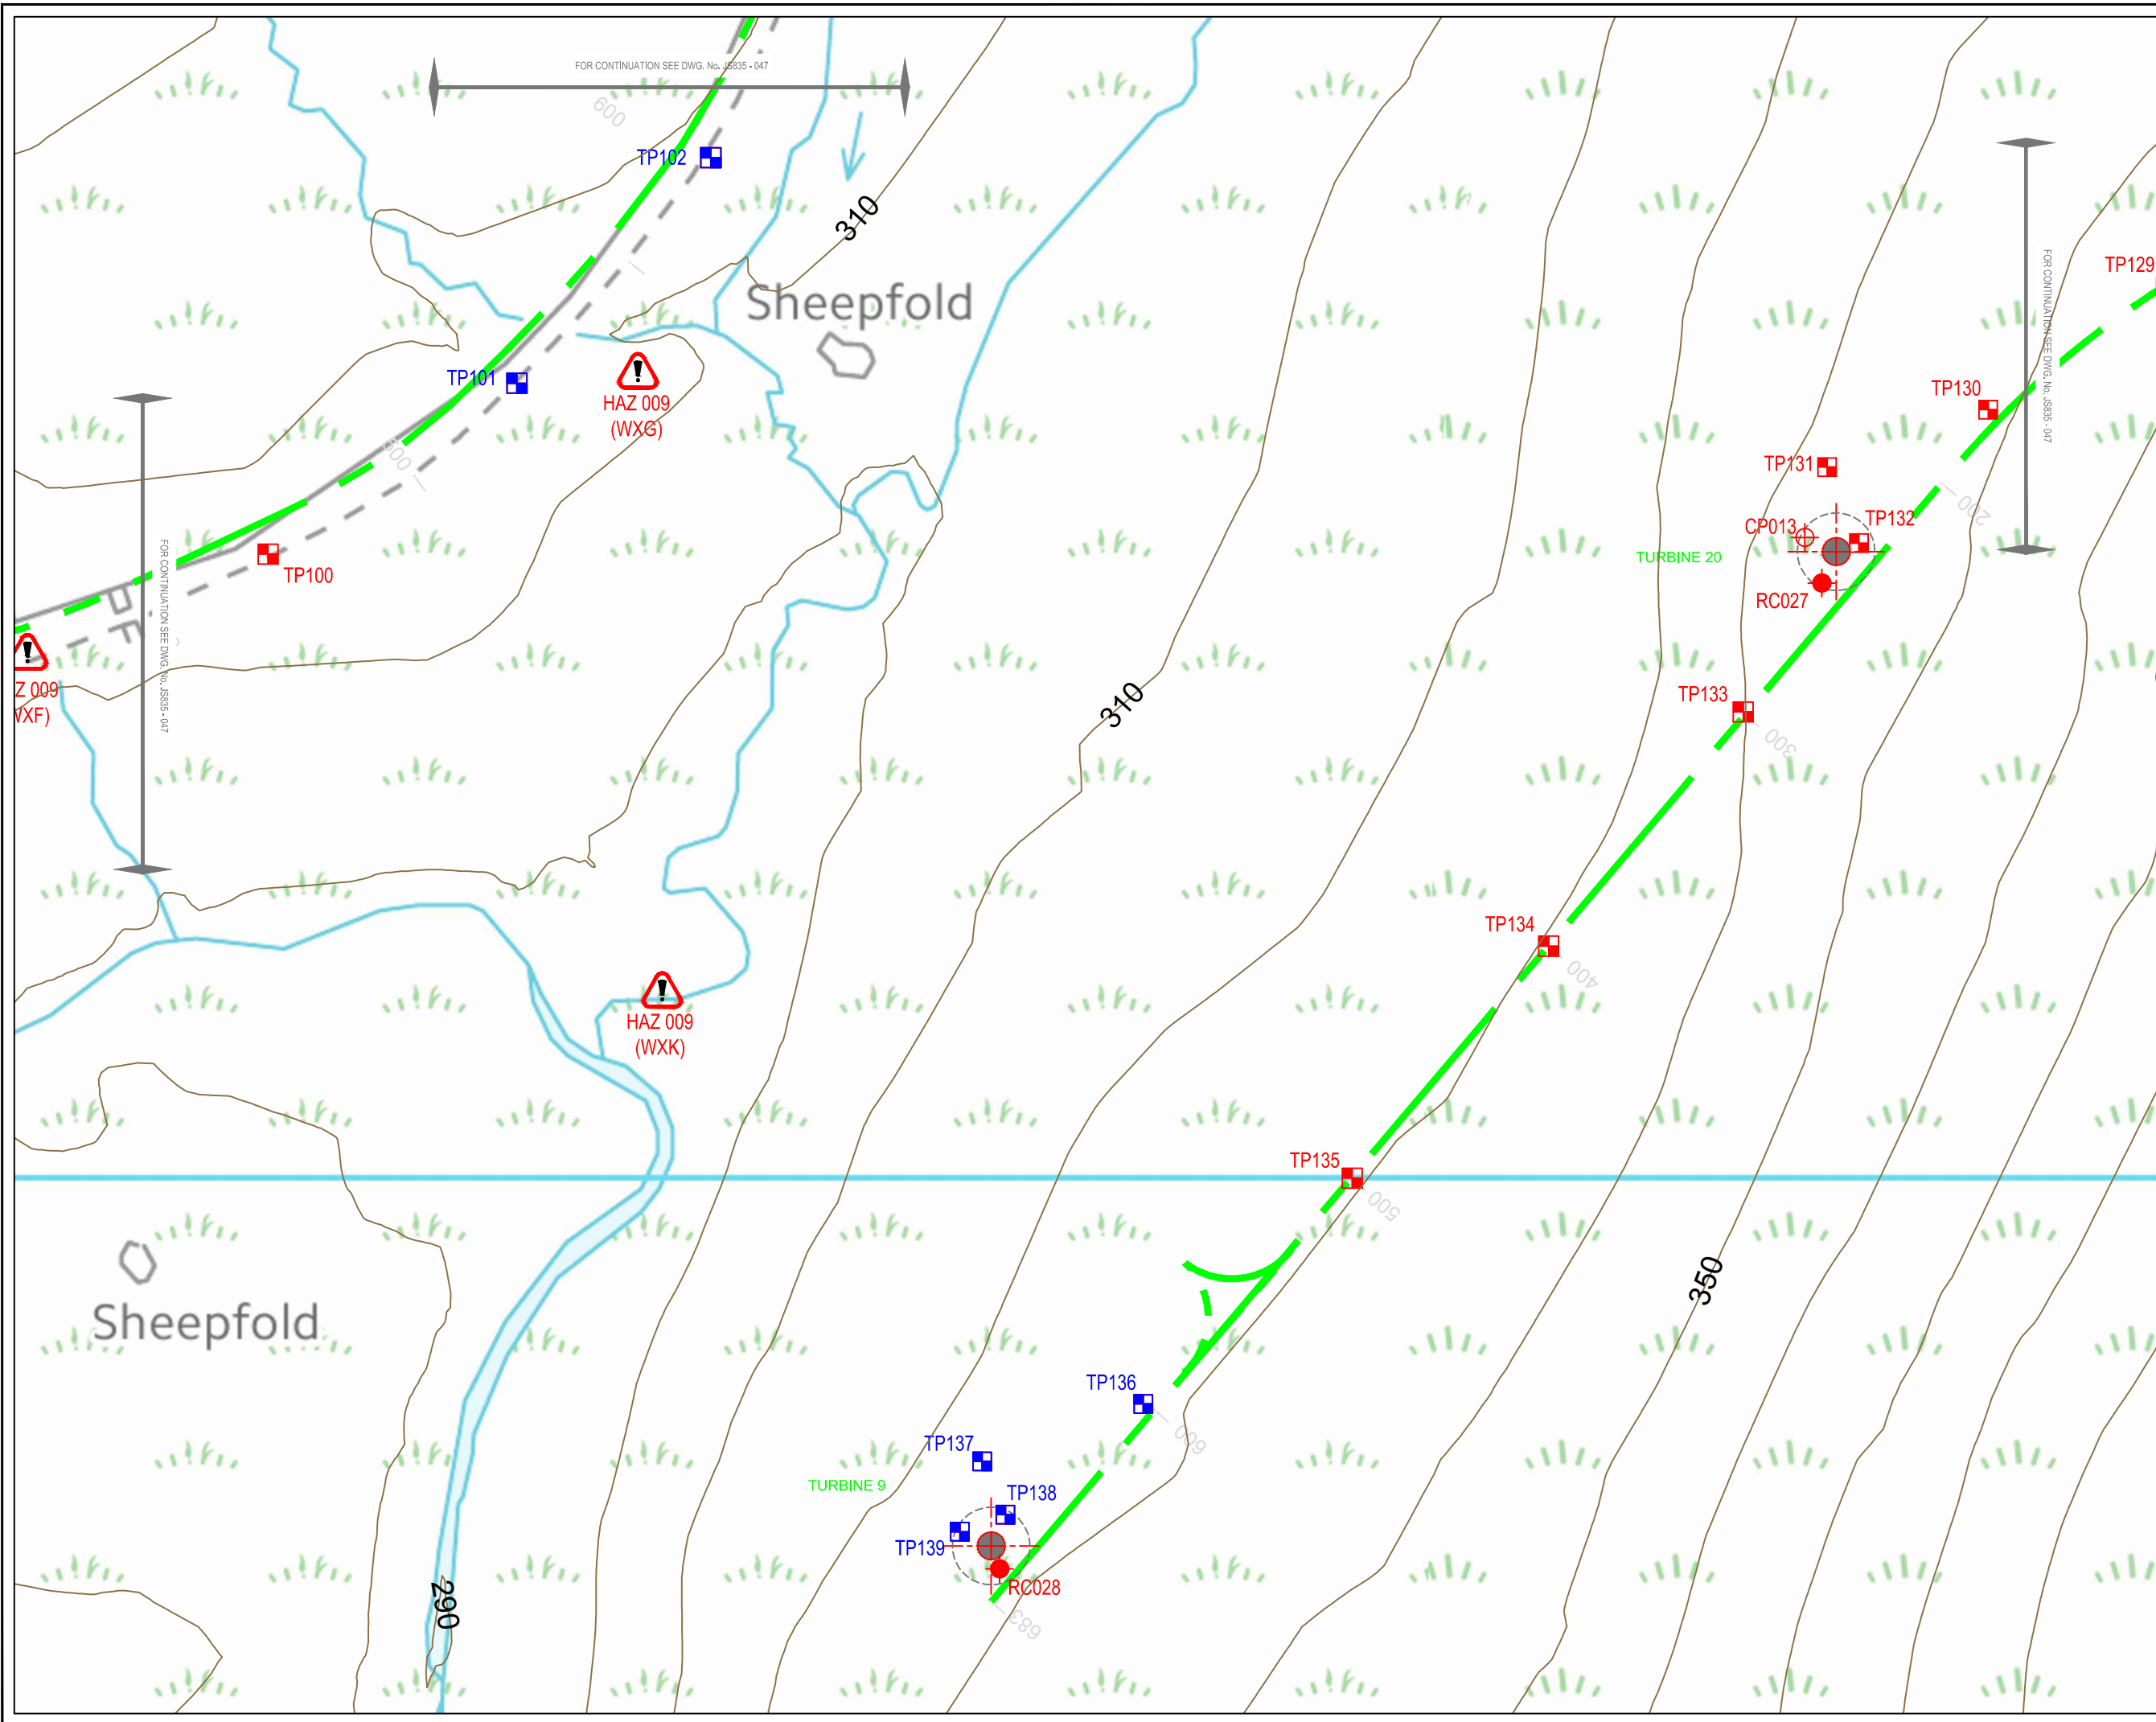 FOR CONTINUATION SEE DWG. No. JS835 - 047
600
TP102
310
Sheepfold
FOR CONTINUATION SEE DWG. No. JS835 - 047
TP129
TP101
HAZ 009
(WXG)
TP130
TP131
200
CP013
TP132
TURBINE 20
RC027
FOR CONTINUATION SEE DWG. No. JS835 - 047
TP100
Z 009
WXF)
310
TP133
300
TP134
400
HAZ 009
(WXK)
TP135
500
Sheepfold
350
TP136
600
TP137
TURBINE 9
TP138
TP139
RC028
683
290